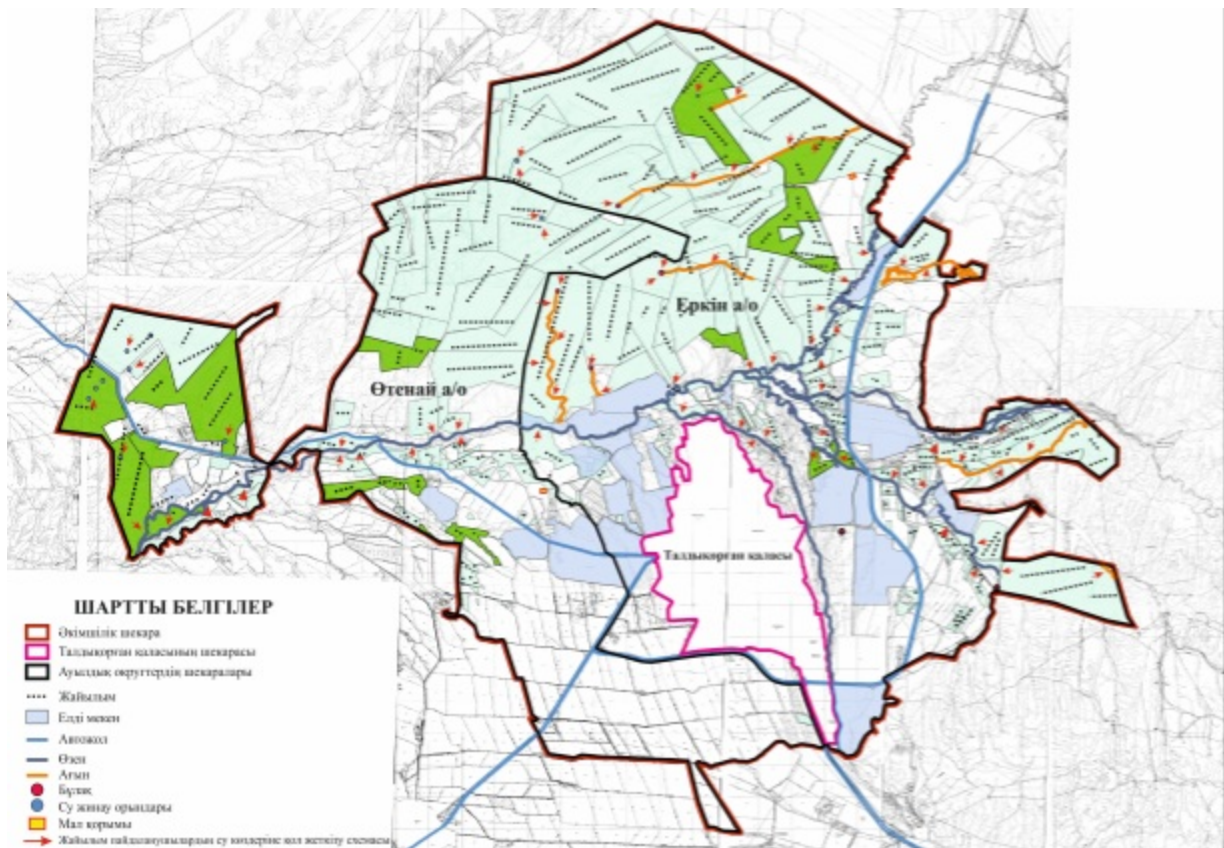 Еркін а/о
Өтенай а/о
Талдықорған қаласы
ШАРТТЫ БЕЛГІЛЕР
Әкімшілік шекара
Талдықорған қаласының шекарасы
Ауылдық округтердің шекаралары
Жайылым
Елді мекен
Автожол
Өзен
Ағын
Бұлақ
Су жинау орындары
Мал қорымы
Жайылым пайдаланушылардың су көздеріне қол жеткізу схемасы